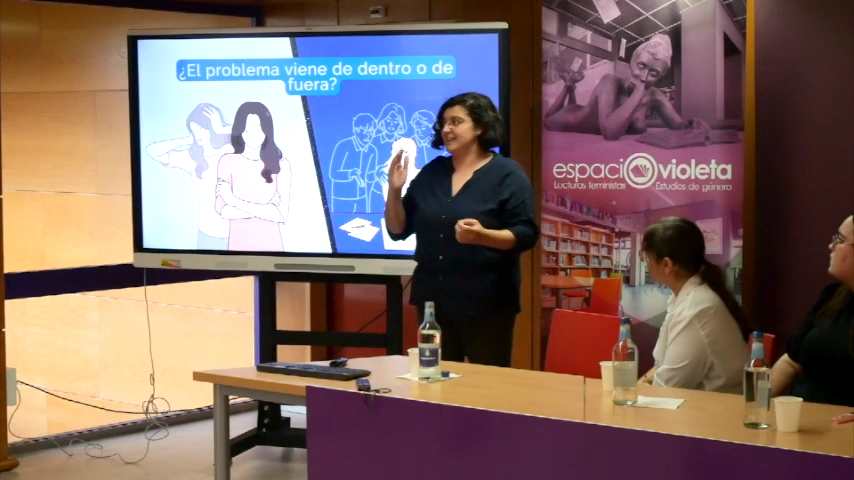 ¿El problema viene de dentro o de
fuera?
espacio violeta
Lecturas feministas Estudios de género